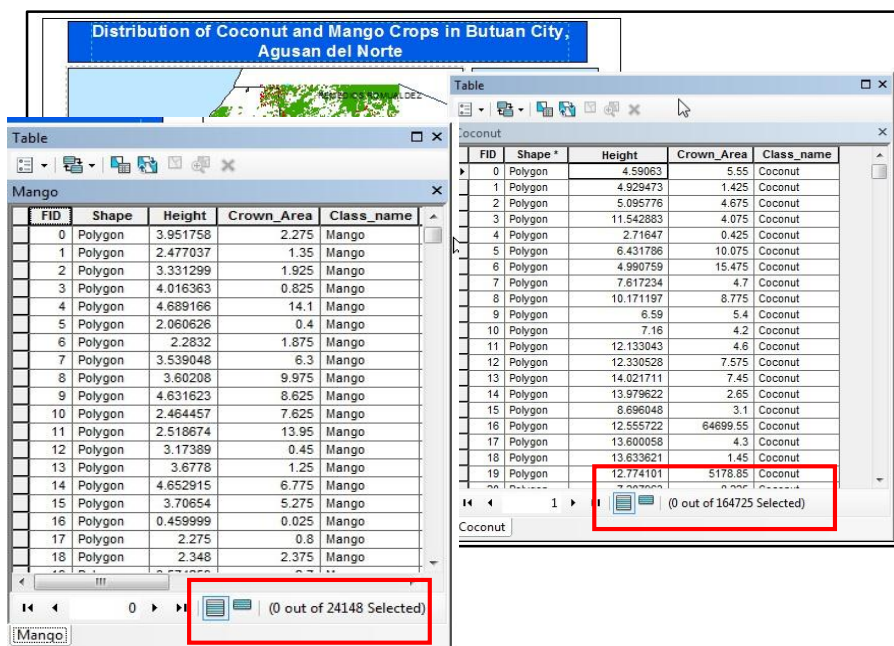 Distribution of Coconut and Mango Crops in Butuan City,
Agusan del Norte
Table
Mango
FID Shape Height Crown_Area Class_name
0 Polygon 3.951758 2.275 Mango
1 Polygon 2.477037 1.35 Mango
2 Polygon 3.331299 1.925 Mango
3 Polygon 4.016363 0.825 Mango
4 Polygon 4.689166 14.1 Mango
5 Polygon 2.060626 0.4 Mango
6 Polygon 2.2832 1.875 Mango
7 Polygon 3.539048 6.3 Mango
8 Polygon 3.60208 9.975 Mango
9 Polygon 4.631623 8.625 Mango
10 Polygon 2.464457 7.625 Mango
11 Polygon 2.518674 13.95 Mango
12 Polygon 3.17389 0.45 Mango
13 Polygon 3.6778 1.25 Mango
14 Polygon 4.652915 6.775 Mango
15 Polygon 3.70654 5.275 Mango
16 Polygon 0.459999 0.025 Mango
17 Polygon 2.275 0.8 Mango
18 Polygon 2.348 2.375 Mango
0 (0 out of 24148 Selected)
Mango
Table
Coconut
FID Shape * Height Crown_Area Class_name
0 Polygon 4.59063 5.55 Coconut
1 Polygon 4.929473 1.425 Coconut
2 Polygon 5.095776 4.675 Coconut
3 Polygon 11.542883 4.075 Coconut
4 Polygon 2.71647 0.425 Coconut
5 Polygon 6.431786 10.075 Coconut
6 Polygon 4.990759 15.475 Coconut
7 Polygon 7.617234 4.7 Coconut
8 Polygon 10.171197 8.775 Coconut
9 Polygon 6.59 5.4 Coconut
10 Polygon 7.16 4.2 Coconut
11 Polygon 12.133043 4.6 Coconut
12 Polygon 12.330528 7.575 Coconut
13 Polygon 14.021711 7.45 Coconut
14 Polygon 13.979622 2.65 Coconut
15 Polygon 8.696048 3.1 Coconut
16 Polygon 12.555722 64699.55 Coconut
17 Polygon 13.600058 4.3 Coconut
18 Polygon 13.633621 1.45 Coconut
19 Polygon 12.774101 5178.85 Coconut
1 (0 out of 164725 Selected)
Coconut